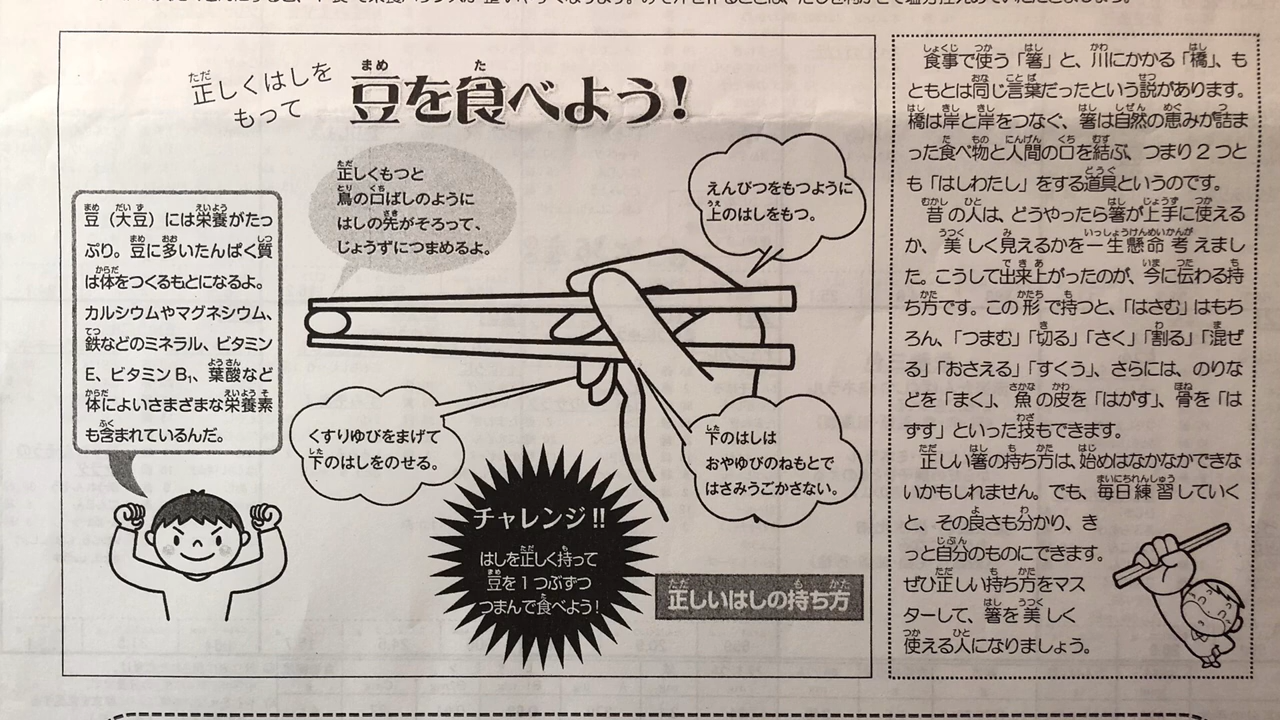 正しくはしを
もって
豆を食べよう!
正しくもつと
鳥の口ばしのように
はしの先がそろって、
じょうずにつまめるよ。
えんぴつをもつように
上のはしをもつ。
豆(大豆)には栄養がたっ
ぷり。豆に多いたんぱく質
は体をつくるもとになるよ。
カルシウムやマグネシウム、
鉄などのミネラル、ビタミン
E、ビタミンB₁、葉酸など
体によいさまざまな栄養素
も含まれているんだ。
くすりゆびをまげて
下のはしをのせる。
下のはしは
おやゆびのねもとで
はさみうごかさない。
チャレンジ!!
はしを正しく持って
豆を1つぶずつ
つまんで食べよう!
正しいはしの持ち方
食事で使う「箸」と、川にかかる「橋」、も
ともとは同じ言葉だったという説があります。
橋は岸と岸をつなぐ、箸は自然の恵みが詰ま
った食べ物と人間の口を結ぶ、つまり2つと
も「はしわたし」をする道具というのです。
昔の人は、どうやったら箸が上手に使える
か、美しく見えるかを一生懸命考えまし
た。こうして出来上がったのが、今に伝わる持
ち方です。この形で持つと、「はさむ」はもち
ろん、「つまむ」「切る」「さく」「割る」「混ぜ
る」「おさえる」「すくう」、さらには、のりな
どを「まく」、魚の皮を「はがす」、骨を「は
ずす」といった技もできます。
正しい箸の持ち方は、始めはなかなかできな
いかもしれません。でも、毎日練習していく
と、その良さも分かり、き
っと自分のものにできます。
ぜひ正しい持ち方をマス
ターして、箸を美しく
使える人になりましょう。